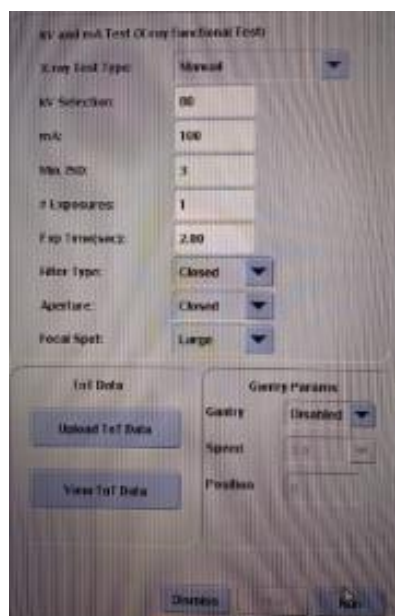 kV and mA Test (X-ray Functional Test)
X-ray Test Type: Manual
kV Selection: 80
mA: 100
Min. ISD: 3
# Exposures: 1
Exp Time(sec): 2.00
Filter Type: Closed
Aperture: Closed
Focal Spot: Large
ToT Data
Upload ToT Data
View ToT Data
Gantry Params
Gantry Disabled
Speed
Position
Dismiss
Run